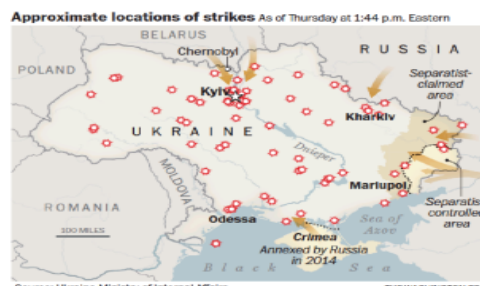 Approximate locations of strikes As of Thursday at 1:44 p.m. Eastern
BELARUS
Chernobyl
RUSSIA
POLAND
Separatist-
claimed
area
Kyiv
Kharkiv
UKRAINE
Dnieper
MOLDOVA
Mariupol
ROMANIA
Separatis
controlle
area
Odessa
100 MILES
Sea of
Azov
Crimea
Annexed by Russia
in 2014
Black Sea